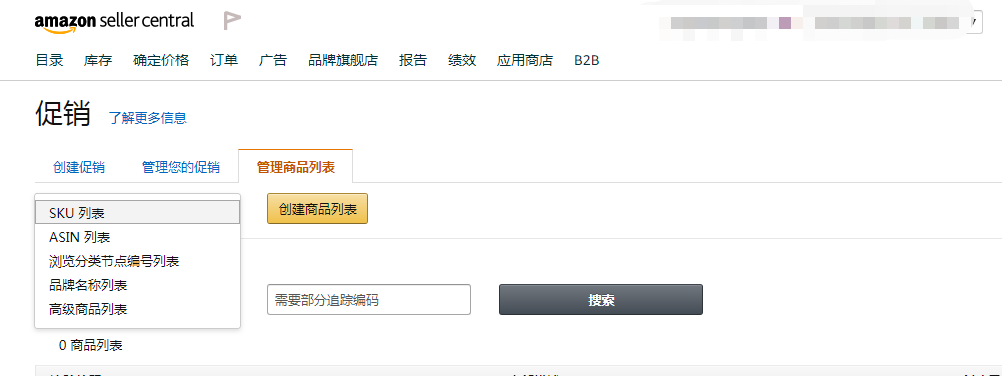 amazon seller central
目录 库存 确定价格 订单 广告 品牌旗舰店 报告 绩效 应用商店 B2B
促销 了解更多信息
创建促销 管理您的促销 管理商品列表
SKU 列表 创建商品列表
ASIN 列表
浏览分类节点编号列表
品牌名称列表 需要部分追踪编码 搜索
高级商品列表
0 商品列表